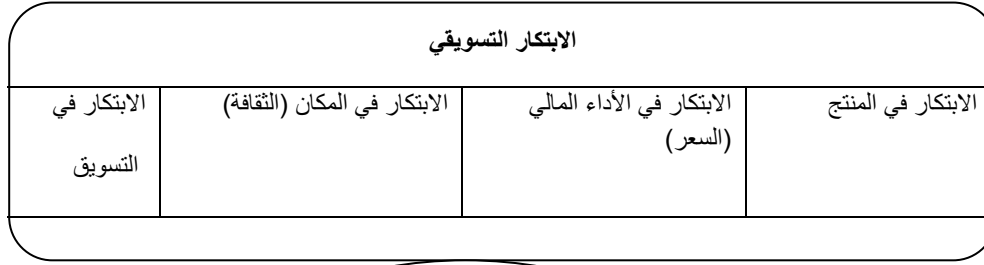 الابتكار التسويقي
الابتكار في المنتج
الابتكار في الأداء المالي
(السعر)
الابتكار في المكان (الثقافة)
الابتكار في
التسويق